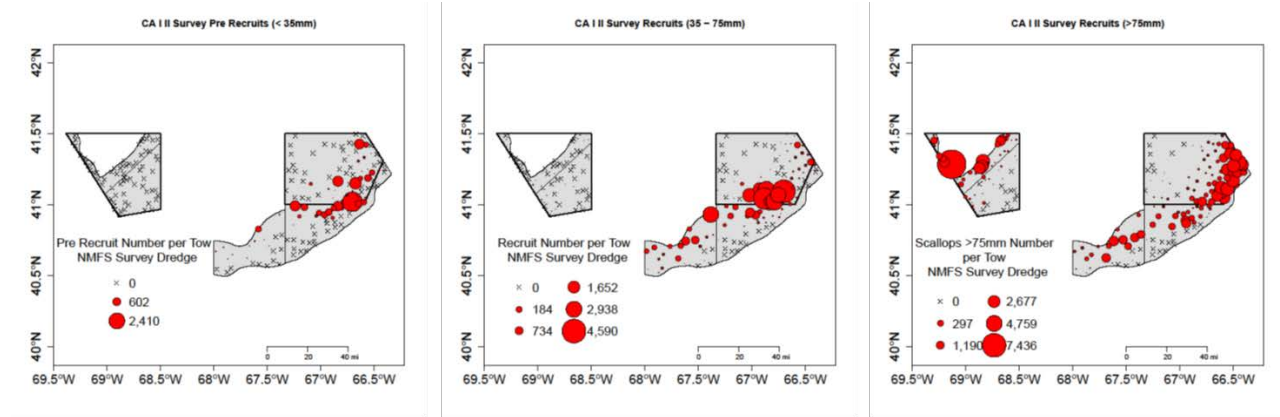 CA I II Survey Pre Recruits (< 35mm)
42°N
41.5°N
41°N
40.5°N
40°N
Pre Recruit Number per Tow
NMFS Survey Dredge
× 0
602
2,410
0 20 40 mi
69.5°W 69°W 68.5°W 68°W 67.5°W 67°W 66.5°W
CA I II Survey Recruits (35 – 75mm)
42°N
41.5°N
41°N
40.5°N
40°N
Recruit Number per Tow
NMFS Survey Dredge
× 0 1,652
184 2,938
734 4,590
0 20 40 mi
68°W 67.5°W 67°W 66.5°W
69.5°W 69°W 68.5°W
CA I II Survey Recruits (>75mm)
42°N
41.5°N
41°N
40.5°N
40°N
Scallops >75mm Number
per Tow
NMFS Survey Dredge
× 0 2,677
297 4,759
1,190 7,436
0 20 40 mi
69.5°W 69°W 68.5°W 68°W 67.5°W 67°W 66.5°W